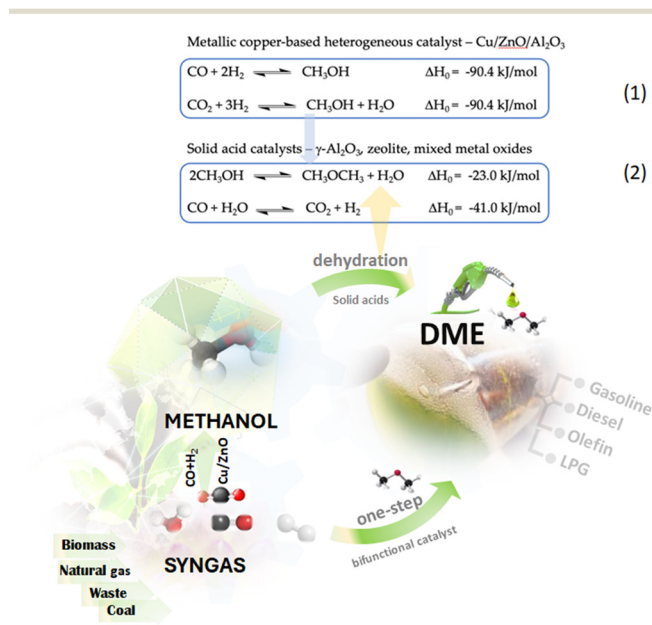 Metallic copper-based heterogeneous catalyst – Cu/ZnO/Al₂O₃
CO + 2H₂ ⇌ CH₃OH ΔH₀ = -90.4 kJ/mol
CO₂ + 3H₂ ⇌ CH₃OH + H₂O ΔH₀ = -90.4 kJ/mol
(1)
Solid acid catalysts – γ-Al₂O₃, zeolite, mixed metal oxides
2CH₃OH ⇌ CH₃OCH₃ + H₂O ΔH₀ = -23.0 kJ/mol
(2)
CO + H₂O ⇌ CO₂ + H₂ ΔH₀ = -41.0 kJ/mol
dehydration
Solid acids
DME
Gasoline
Diesel
Olefin
LPG
METHANOL
CO+H₂
Cu/ZnO
one-step
bifunctional catalyst
SYNGAS
Biomass
Natural gas
Waste
Coal